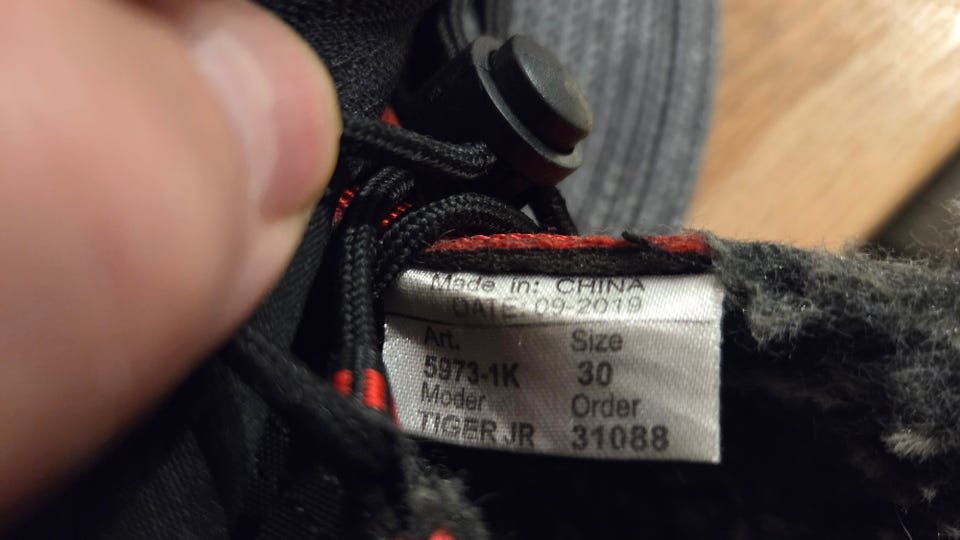 Made in: CHINA
DATE 09-2019
Art. Size
5973-1K 30
Moder Order
TIGER JR 31088